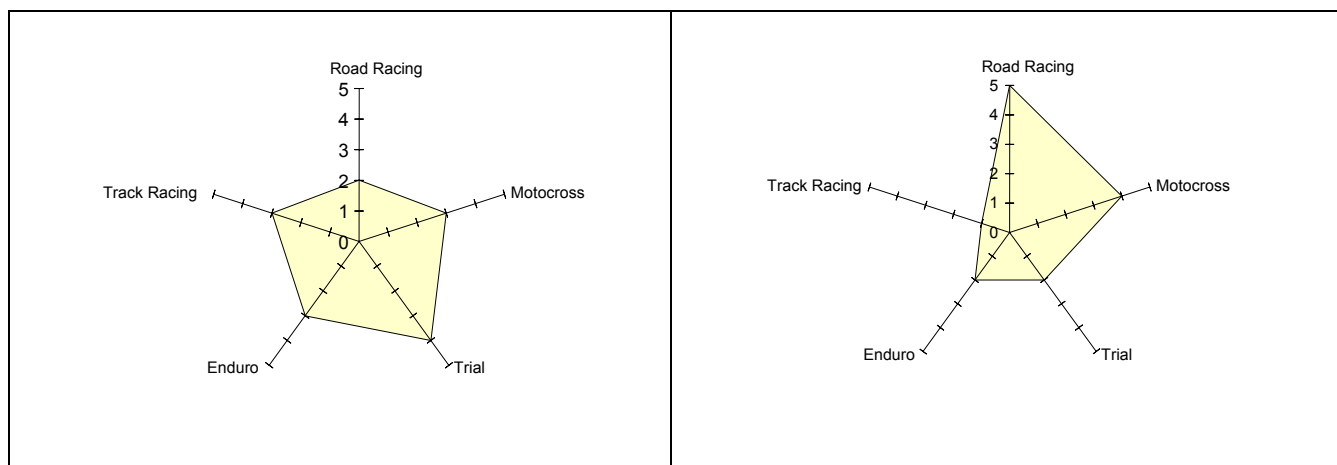 Road Racing
5
4
3
2
1
0
Track Racing
Motocross
Enduro
Trial
Road Racing
5
4
3
2
1
0
Track Racing
Motocross
Enduro
Trial